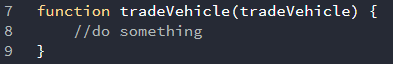 7 function tradeVehicle(tradeVehicle) {
8     //do something
9 }